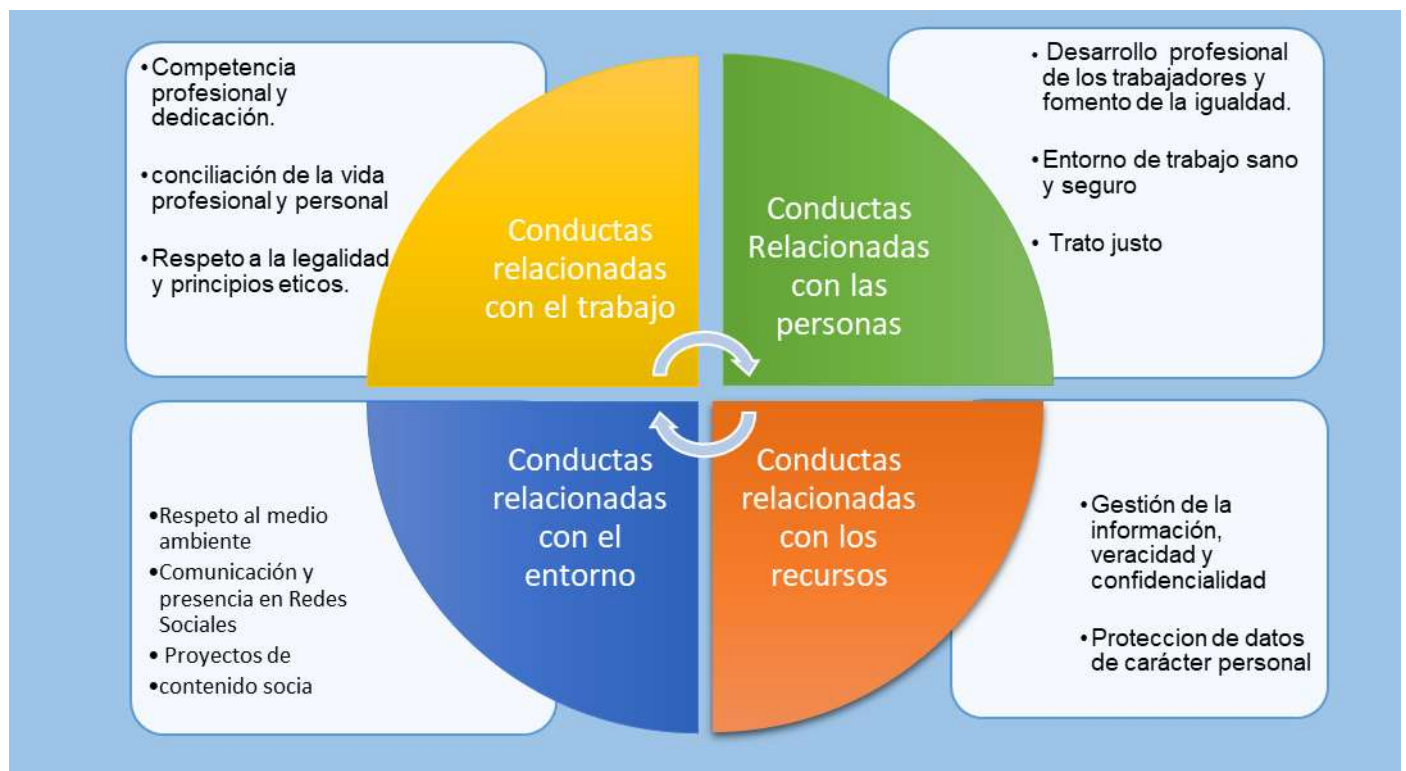 •Competencia
profesional y
dedicación.
•conciliación de la vida
profesional y personal
•Respeto a la legalidad
y principios eticos.
Conductas
relacionadas
con el trabajo
Conductas
Relacionadas
con las
personas
• Desarrollo profesional
de los trabajadores y
fomento de la igualdad.
•Entorno de trabajo sano
y seguro
• Trato justo
•Respeto al medio
ambiente
•Comunicación y
presencia en Redes
Sociales
• Proyectos de
•contenido socia
Conductas
relacionadas
con el
entorno
Conductas
relacionadas
con los
recursos
•Gestión de la
información,
veracidad y
confidencialidad
•Proteccion de datos
de carácter personal